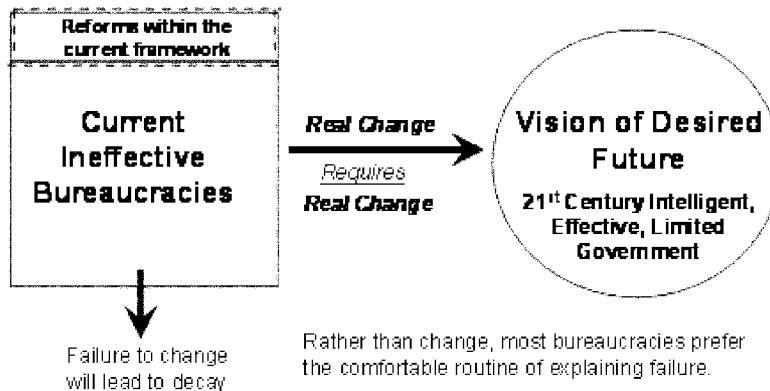 Reforms within the
current framework
Current
Ineffective
Bureaucracies
Real Change
Requires
Real Change
Vision of Desired
Future
21st Century Intelligent,
Effective, Limited
Government
Failure to change
will lead to decay
Rather than change, most bureaucracies prefer
the comfortable routine of explaining failure.